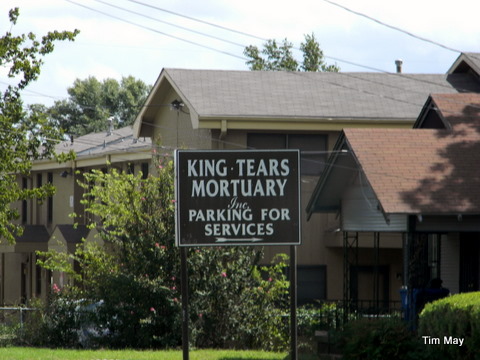 KING·TEARS
MORTUARY
Inc.
PARKING FOR
SERVICES
Tim May